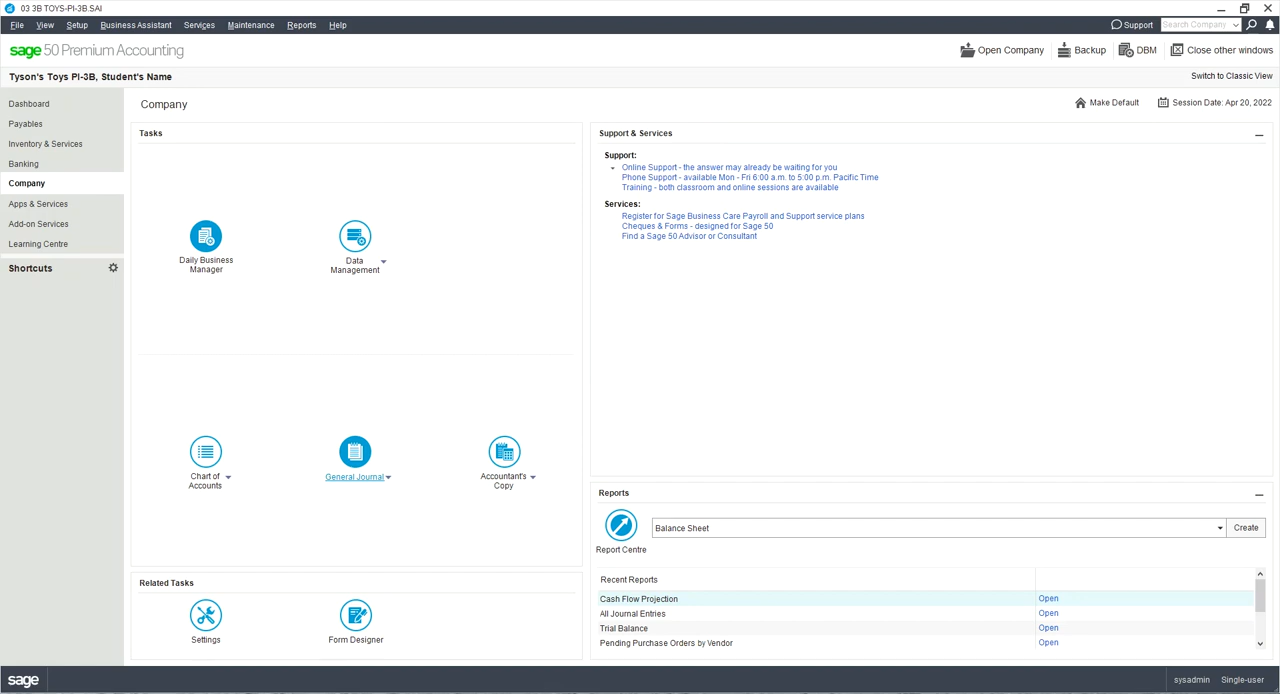 03 3B TOYS-PI-3B.SAI
File View Setup Business Assistant Services Maintenance Reports Help
Support Search Company
sage 50 Premium Accounting
Open Company Backup DBM Close other windows
Tyson's Toys PI-3B, Student's Name
Switch to Classic View
Dashboard
Payables
Inventory & Services
Banking
Company
Apps & Services
Add-on Services
Learning Centre
Shortcuts
Company
Make Default Session Date: Apr 20, 2022
Tasks
Daily Business
Manager
Data
Management
Chart of
Accounts
General Journal
Accountant's
Copy
Related Tasks
Settings
Form Designer
Support & Services
Support:
Online Support - the answer may already be waiting for you
Phone Support - available Mon - Fri 6:00 a.m. to 5:00 p.m. Pacific Time
Training - both classroom and online sessions are available
Services:
Register for Sage Business Care Payroll and Support service plans
Cheques & Forms - designed for Sage 50
Find a Sage 50 Advisor or Consultant
Reports
Report Centre
Balance Sheet
Create
Recent Reports
Cash Flow Projection Open
All Journal Entries Open
Trial Balance Open
Pending Purchase Orders by Vendor Open
sage
sysadmin Single-user